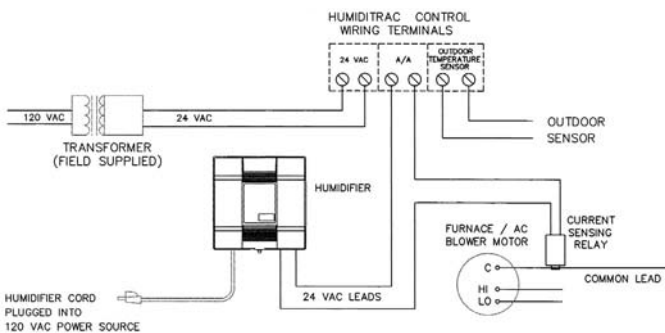 HUMIDITRAC CONTROL
WIRING TERMINALS
24 VAC
A/A
OUTDOOR
TEMPERATURE
SENSOR
120 VAC
24 VAC
TRANSFORMER
(FIELD SUPPLIED)
OUTDOOR
SENSOR
HUMIDIFIER
FURNACE / AC
BLOWER MOTOR
CURRENT
SENSING
RELAY
C
HI
LO
COMMON LEAD
24 VAC LEADS
HUMIDIFIER CORD
PLUGGED INTO
120 VAC POWER SOURCE